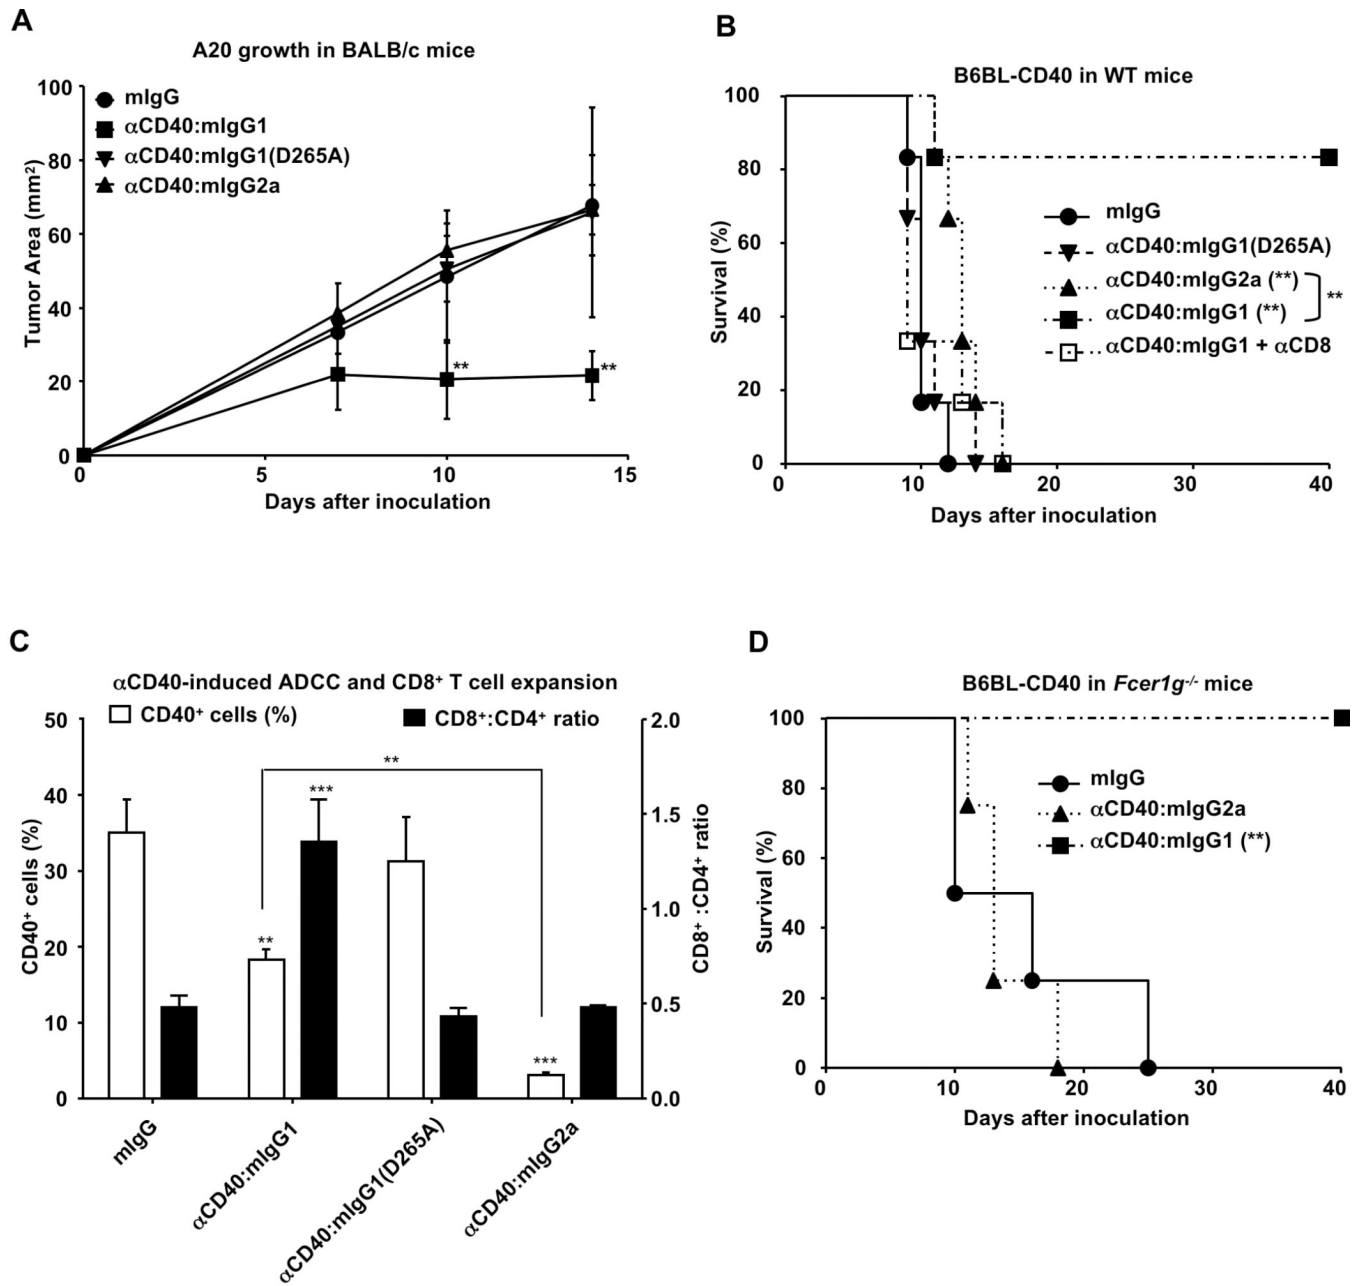 A
A20 growth in BALB/c mice
100
80
60
40
20
0
Tumor Area (mm²)
mIgG
αCD40:mIgG1
αCD40:mIgG1(D265A)
αCD40:mIgG2a
**
**
0
5
10
15
Days after inoculation
B
B6BL-CD40 in WT mice
100
80
60
40
20
0
Survival (%)
mIgG
αCD40:mIgG1(D265A)
αCD40:mIgG2a (**)
αCD40:mIgG1 (**)
**
αCD40:mIgG1 + αCD8
0
10
20
30
40
Days after inoculation
C
αCD40-induced ADCC and CD8⁺ T cell expansion
CD40⁺ cells (%)
CD8⁺:CD4⁺ ratio
50
40
30
20
10
0
CD40⁺ cells (%)
**
***
**
***
2.0
1.5
1.0
0.5
0.0
CD8⁺ :CD4⁺ ratio
mIgG
αCD40:mIgG1
αCD40:mIgG1(D265A)
αCD40:mIgG2a
D
B6BL-CD40 in Fcer1g⁻/⁻ mice
100
80
60
40
20
0
Survival (%)
mIgG
αCD40:mIgG2a
αCD40:mIgG1 (**)
0
10
20
30
40
Days after inoculation